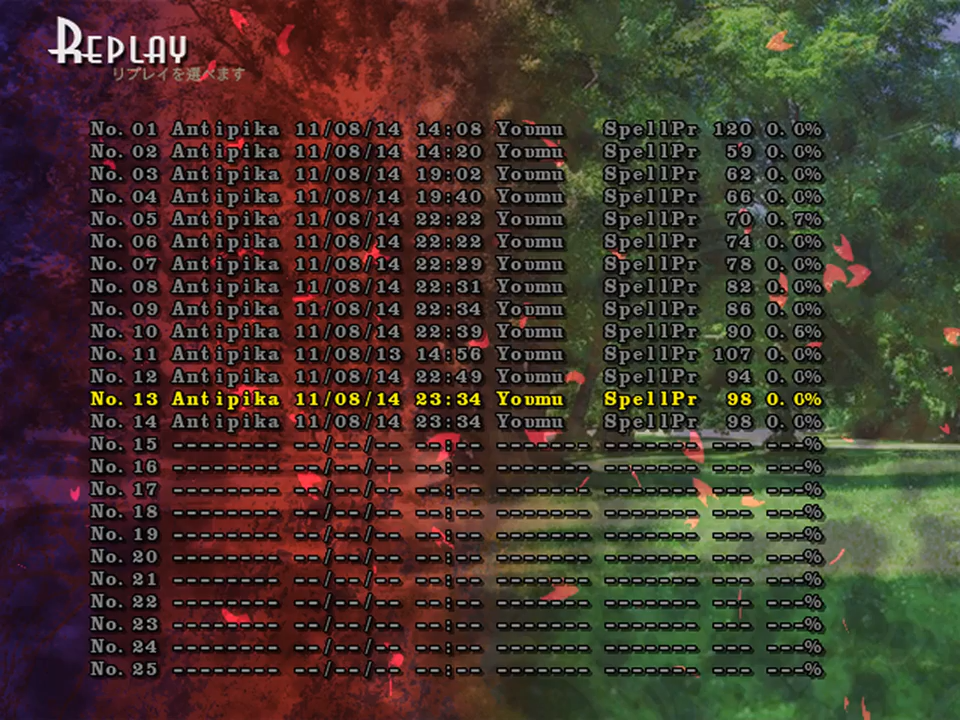 REPLAY
リプレイを選べます
No. 01 Antipika 11/08/14 14:08 Youmu SpellPr 120 0.0%
No. 02 Antipika 11/08/14 14:20 Youmu SpellPr 59 0.0%
No. 03 Antipika 11/08/14 19:02 Youmu SpellPr 62 0.0%
No. 04 Antipika 11/08/14 19:40 Youmu SpellPr 66 0.0%
No. 05 Antipika 11/08/14 22:22 Youmu SpellPr 70 0.7%
No. 06 Antipika 11/08/14 22:22 Youmu SpellPr 74 0.0%
No. 07 Antipika 11/08/14 22:29 Youmu SpellPr 78 0.0%
No. 08 Antipika 11/08/14 22:31 Youmu SpellPr 82 0.0%
No. 09 Antipika 11/08/14 22:34 Youmu SpellPr 86 0.0%
No. 10 Antipika 11/08/14 22:39 Youmu SpellPr 90 0.6%
No. 11 Antipika 11/08/13 14:56 Youmu SpellPr 107 0.0%
No. 12 Antipika 11/08/14 22:49 Youmu SpellPr 94 0.0%
No. 13 Antipika 11/08/14 23:34 Youmu SpellPr 98 0.0%
No. 14 Antipika 11/08/14 23:34 Youmu SpellPr 98 0.0%
No. 15 -------- --/--/-- --:-- ------- ------- --- ---%
No. 16 -------- --/--/-- --:-- ------- ------- --- ---%
No. 17 -------- --/--/-- --:-- ------- ------- --- ---%
No. 18 -------- --/--/-- --:-- ------- ------- --- ---%
No. 19 -------- --/--/-- --:-- ------- ------- --- ---%
No. 20 -------- --/--/-- --:-- ------- ------- --- ---%
No. 21 -------- --/--/-- --:-- ------- ------- --- ---%
No. 22 -------- --/--/-- --:-- ------- ------- --- ---%
No. 23 -------- --/--/-- --:-- ------- ------- --- ---%
No. 24 -------- --/--/-- --:-- ------- ------- --- ---%
No. 25 -------- --/--/-- --:-- ------- ------- --- ---%